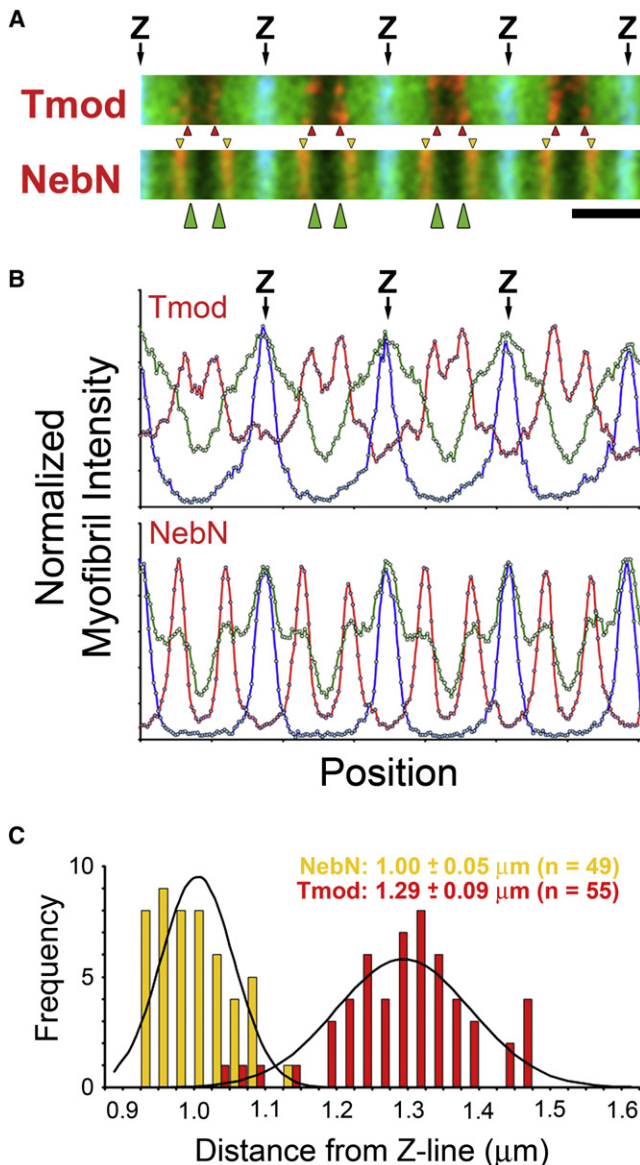 A
Z Z Z Z Z
Tmod
NebN
B
Z Z Z
Tmod
NebN
Normalized
Myofibril Intensity
Position
C
NebN: 1.00 ± 0.05 µm (n = 49)
Tmod: 1.29 ± 0.09 µm (n = 55)
10
5
0
Frequency
0.9 1.0 1.1 1.2 1.3 1.4 1.5 1.6
Distance from Z-line (µm)